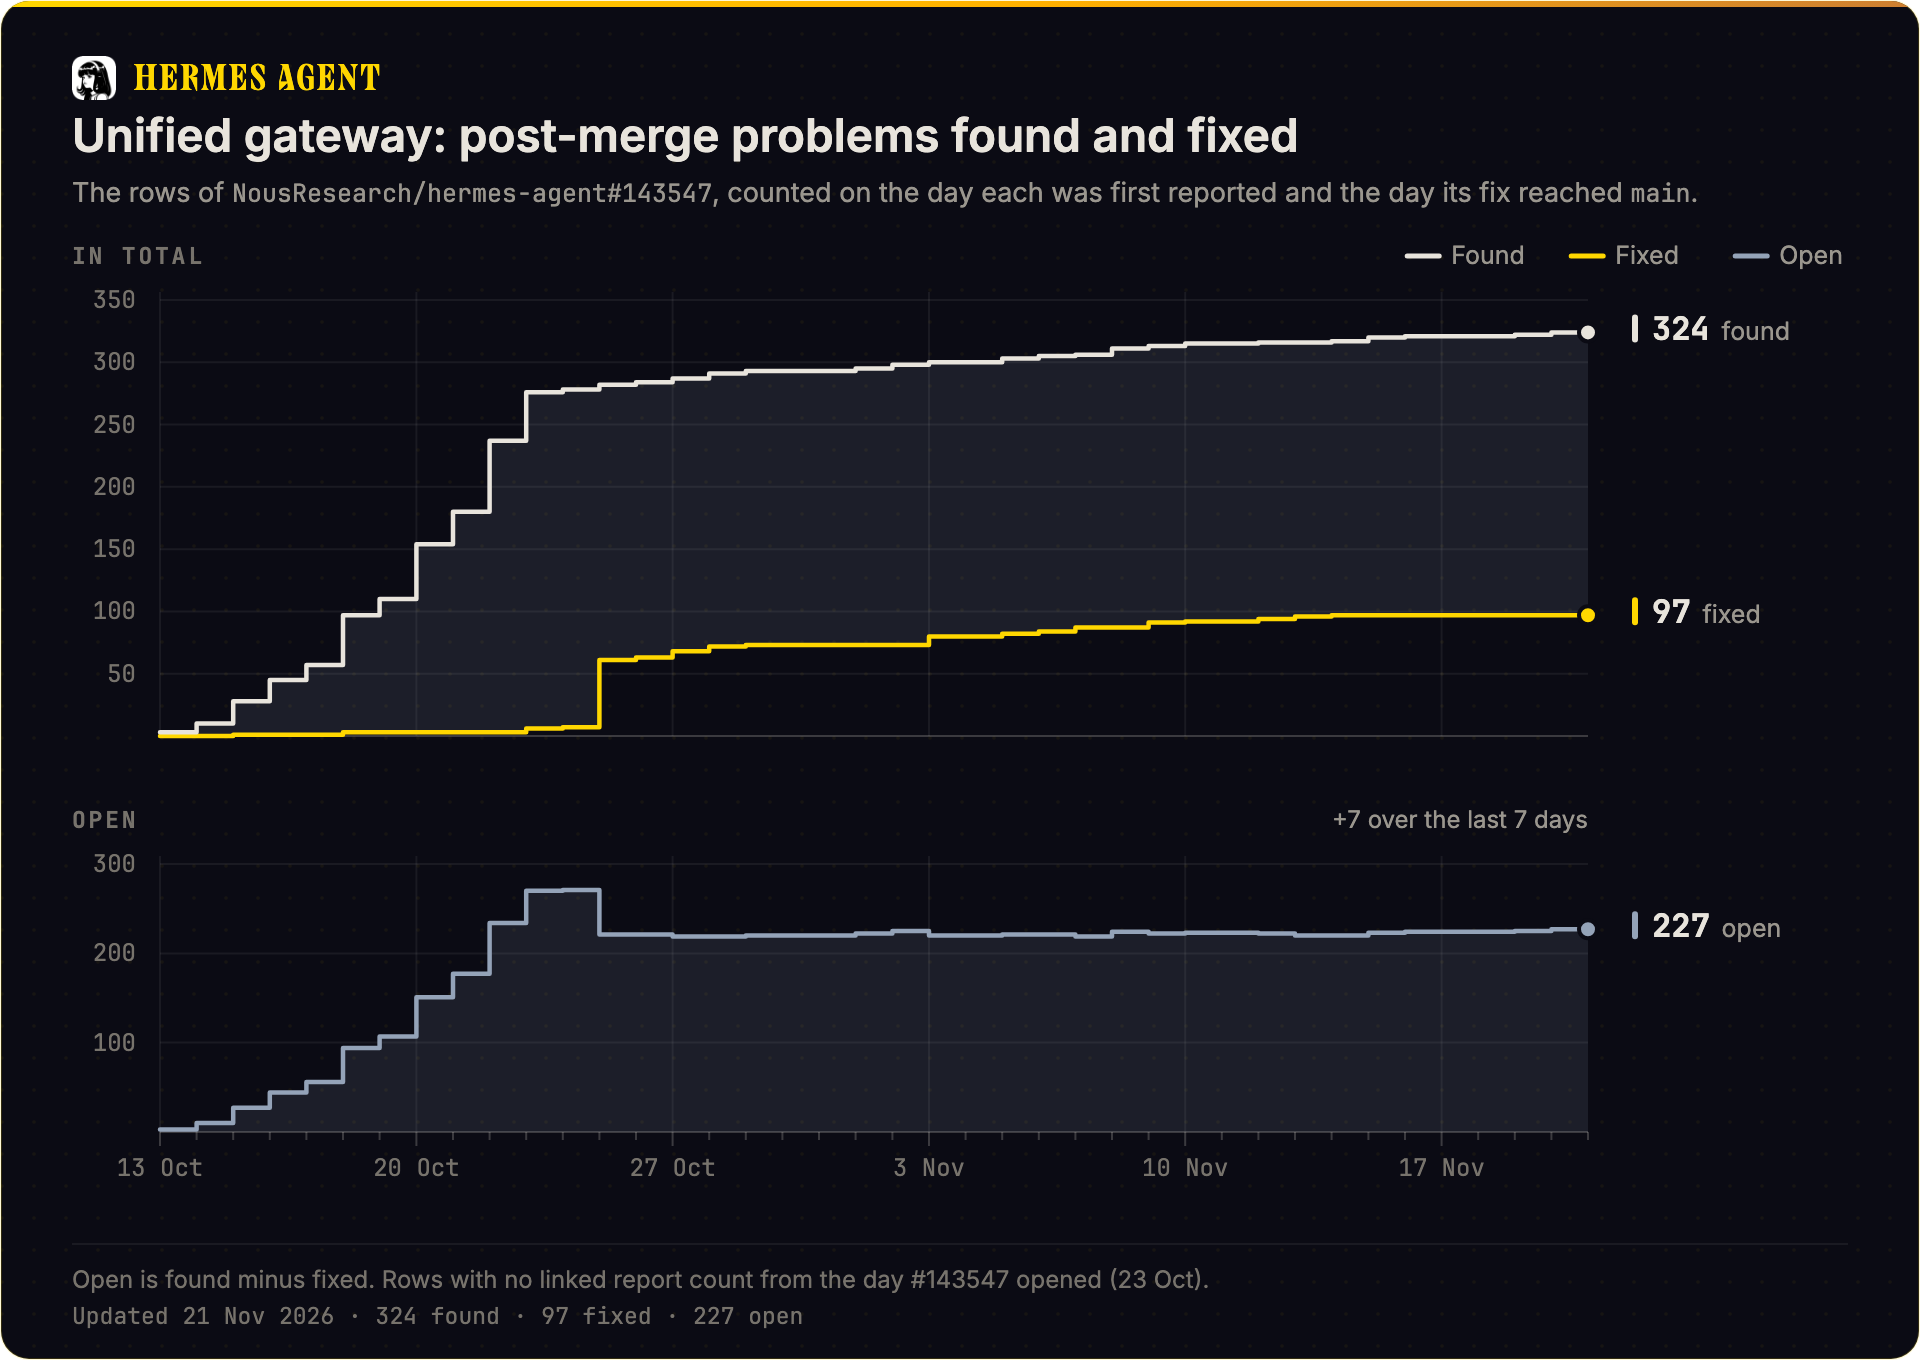 HERMES AGENT
Unified gateway: post-merge problems found and fixed
The rows of NousResearch/hermes-agent#143547, counted on the day each was first reported and the day its fix reached main.
IN TOTAL
Found
Fixed
Open
350
300
250
200
150
100
50
324 found
97 fixed
OPEN
+7 over the last 7 days
300
200
100
227 open
13 Oct
20 Oct
27 Oct
3 Nov
10 Nov
17 Nov
Open is found minus fixed. Rows with no linked report count from the day #143547 opened (23 Oct).
Updated 21 Nov 2026 · 324 found · 97 fixed · 227 open